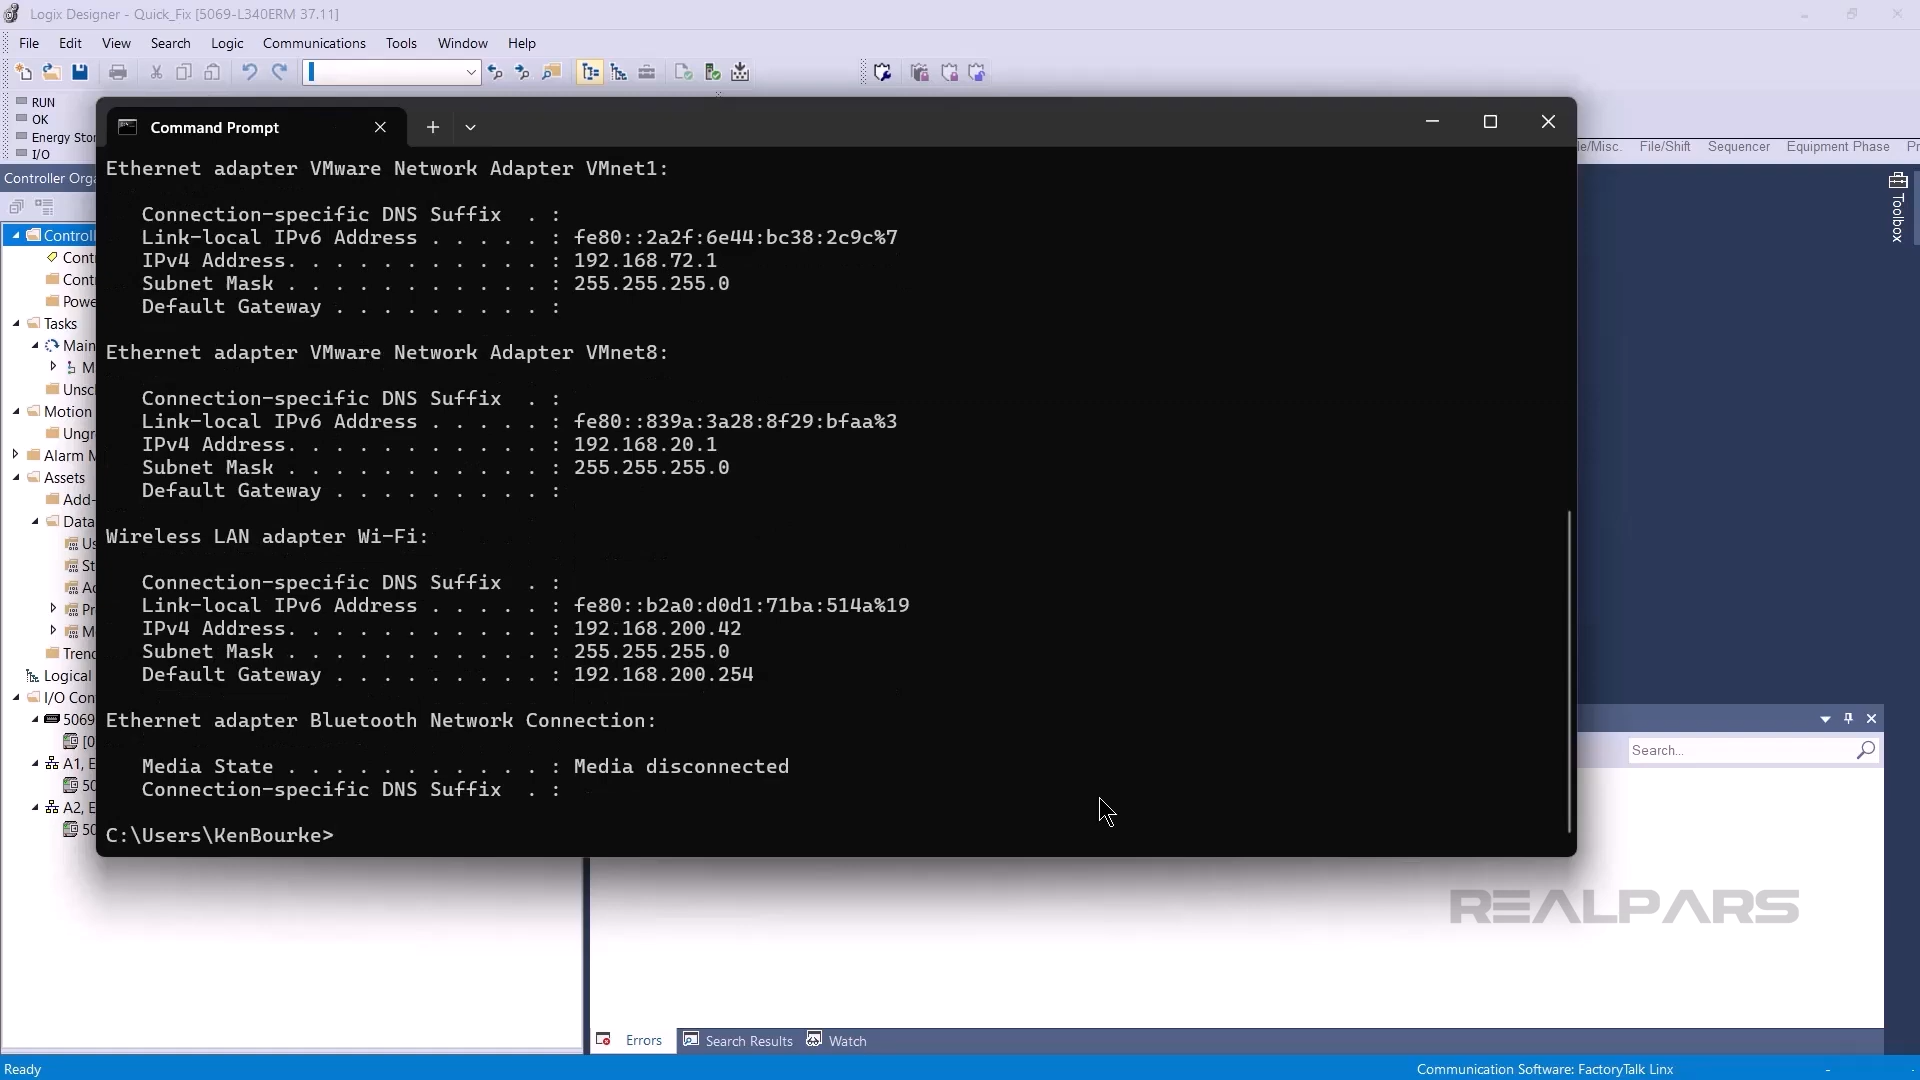 Logix Designer - Quick_Fix [5069-L340ERM 37.11]
File Edit View Search Logic Communications Tools Window Help
RUN
OK
Energy Stor
I/O
le/Misc. File/Shift Sequencer Equipment Phase Pr
Controller Orga
Toolbox
Controll
Cont
Cont
Powe
Tasks
Main
M
Unsc
Motion
Ungr
Alarm M
Assets
Add-
Data
Us
St
Ad
Pr
M
Trend
Logical
I/O Con
5069
[0
A1, E
50
A2, E
50
Command Prompt
Ethernet adapter VMware Network Adapter VMnet1:
Connection-specific DNS Suffix . :
Link-local IPv6 Address . . . . . : fe80::2a2f:6e44:bc38:2c9c%7
IPv4 Address. . . . . . . . . . . : 192.168.72.1
Subnet Mask . . . . . . . . . . . : 255.255.255.0
Default Gateway . . . . . . . . . :
Ethernet adapter VMware Network Adapter VMnet8:
Connection-specific DNS Suffix . :
Link-local IPv6 Address . . . . . : fe80::839a:3a28:8f29:bfaa%3
IPv4 Address. . . . . . . . . . . : 192.168.20.1
Subnet Mask . . . . . . . . . . . : 255.255.255.0
Default Gateway . . . . . . . . . :
Wireless LAN adapter Wi-Fi:
Connection-specific DNS Suffix . :
Link-local IPv6 Address . . . . . : fe80::b2a0:d0d1:71ba:514a%19
IPv4 Address. . . . . . . . . . . : 192.168.200.42
Subnet Mask . . . . . . . . . . . : 255.255.255.0
Default Gateway . . . . . . . . . : 192.168.200.254
Ethernet adapter Bluetooth Network Connection:
Media State . . . . . . . . . . . : Media disconnected
Connection-specific DNS Suffix . :
C:\Users\KenBourke>
Search...
REALPARS
Errors Search Results Watch
Ready
Communication Software: FactoryTalk Linx